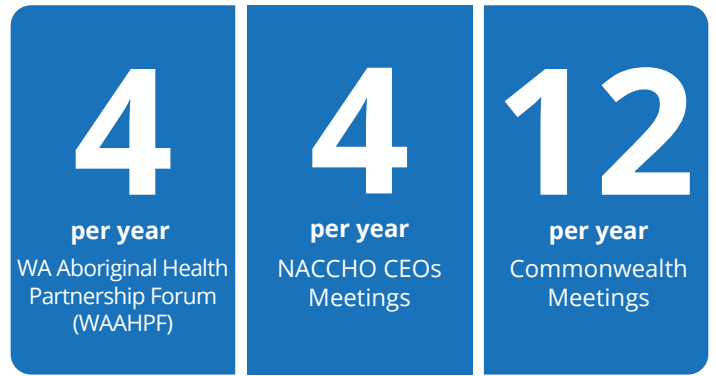 4
per year
WA Aboriginal Health
Partnership Forum
(WAAHPF)
4
per year
NACCHO CEOs
Meetings
12
per year
Commonwealth
Meetings